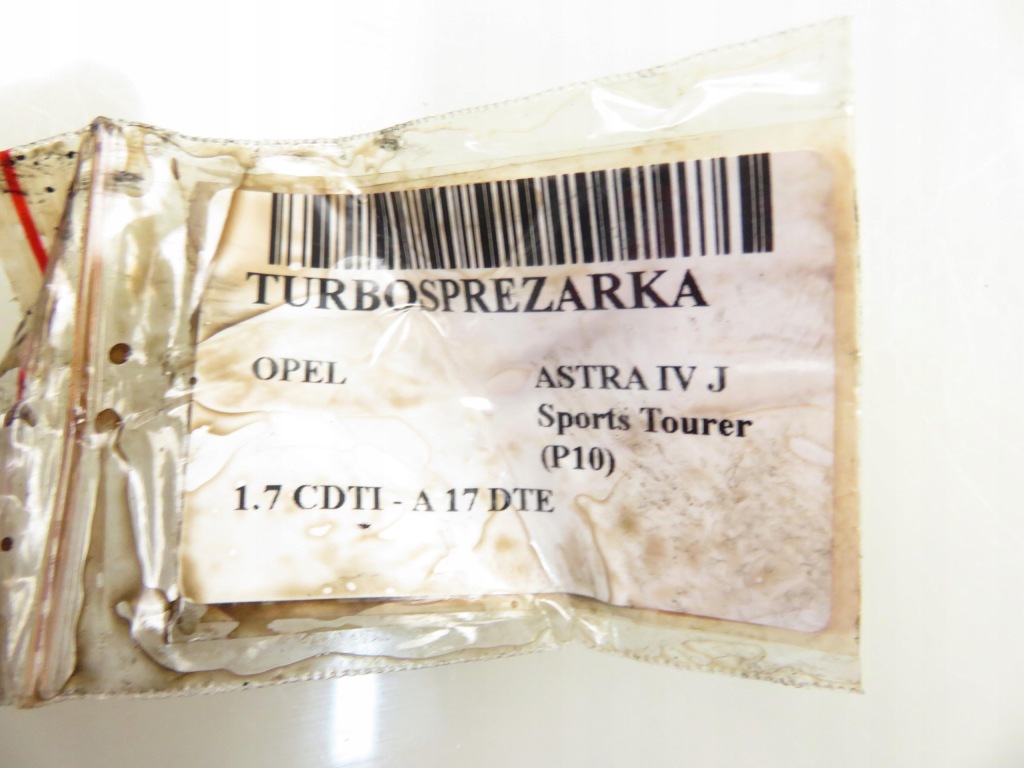 TURBOSPREZARKA
OPEL
ASTRA IV J
Sports Tourer
(P10)
1.7 CDTI - A 17 DTE